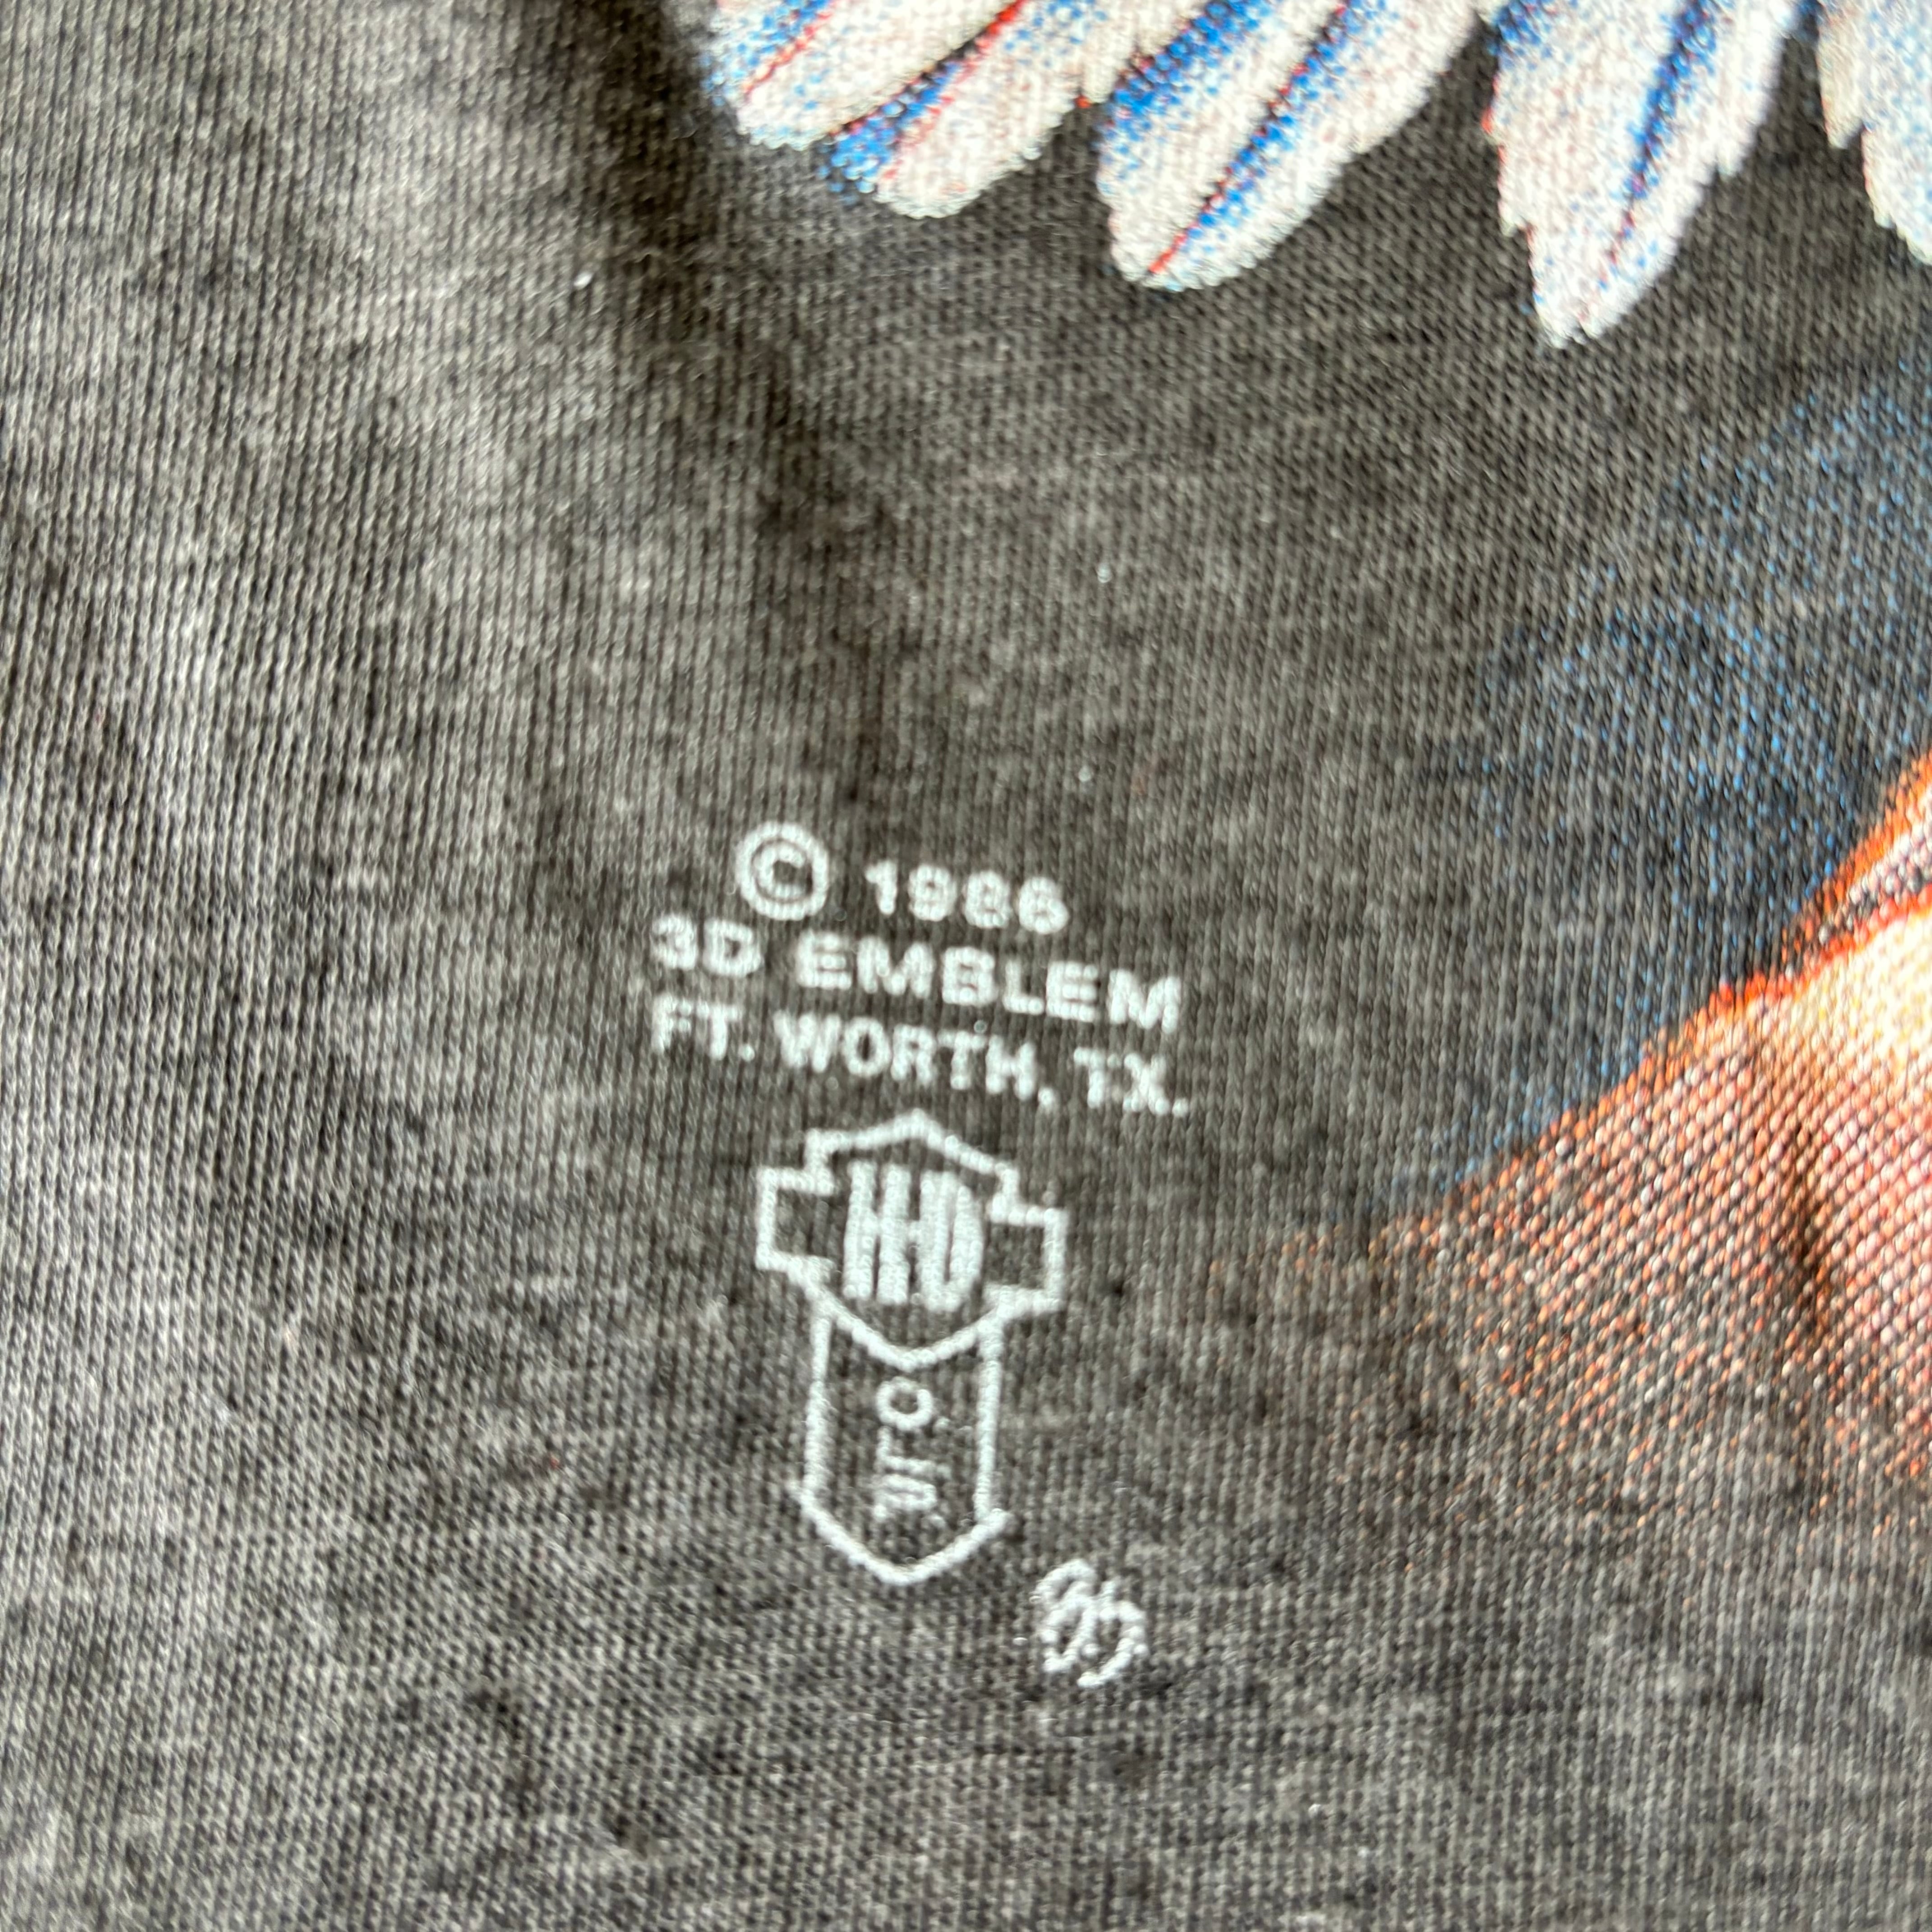 © 1986
3D EMBLEM
FT. WORTH, TX.
H-D